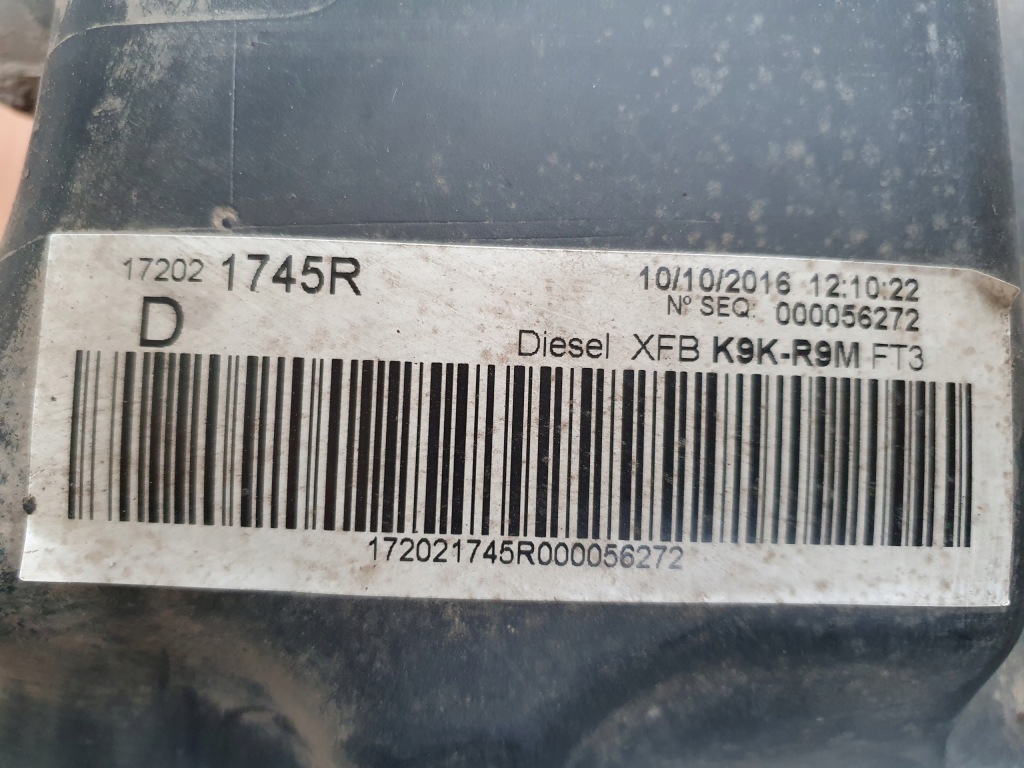 17202 1745R 10/10/2016 12:10:22
Nº SEQ: 000056272
D
Diesel XFB K9K-R9M FT3
172021745R000056272